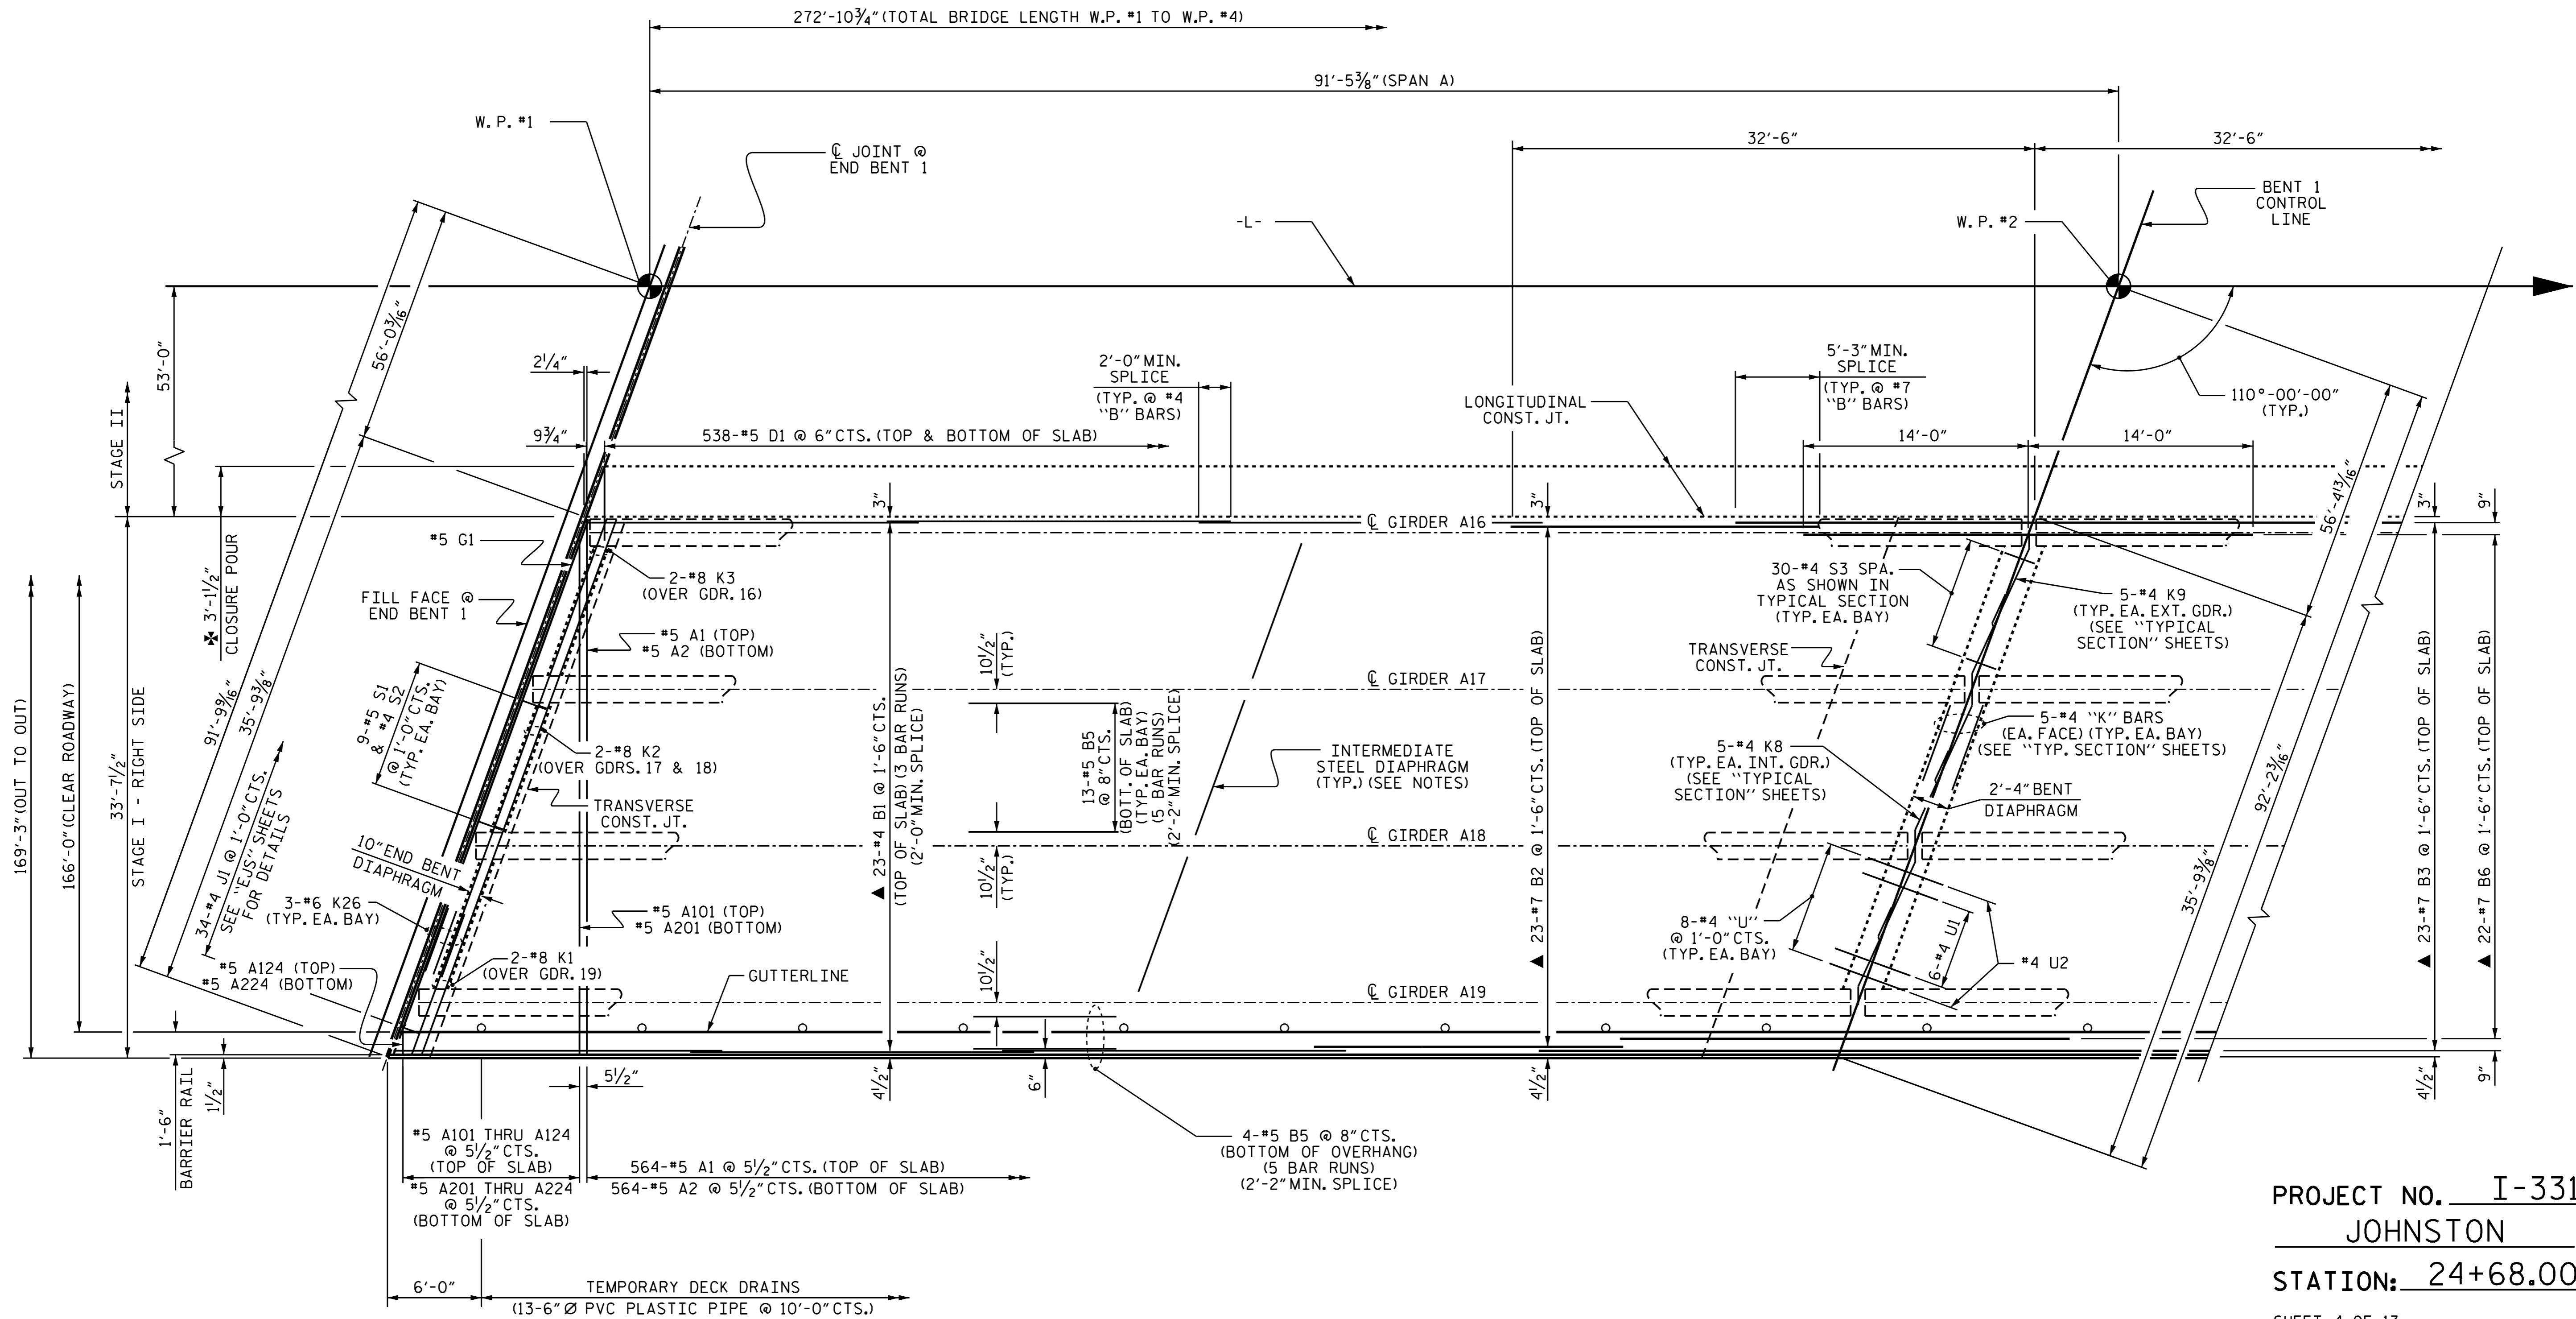 272'-10¾" (TOTAL BRIDGE LENGTH W.P. #1 TO W.P. #4)
91'-5⅜" (SPAN A)
W.P. #1
℄ JOINT @
END BENT 1
32'-6"
32'-6"
BENT 1
CONTROL
LINE
-L-
W.P. #2
56'-0 3/16"
53'-0"
STAGE II
2¼"
2'-0" MIN.
SPLICE
(TYP. @ #4
"B" BARS)
5'-3" MIN.
SPLICE
(TYP. @ #7
"B" BARS)
LONGITUDINAL
CONST. JT.
110°-00'-00"
(TYP.)
9¾"
538-#5 D1 @ 6" CTS. (TOP & BOTTOM OF SLAB)
14'-0"
14'-0"
56'-4 13/16"
3"
3"
3"
9"
℄ GIRDER A16
#5 G1
✠ 3'-1½"
CLOSURE POUR
2-#8 K3
(OVER GDR. 16)
FILL FACE @
END BENT 1
#5 A1 (TOP)
#5 A2 (BOTTOM)
30-#4 S3 SPA.
AS SHOWN IN
TYPICAL SECTION
(TYP. EA. BAY)
5-#4 K9
(TYP. EA. EXT. GDR.)
(SEE "TYPICAL
SECTION" SHEETS)
TRANSVERSE
CONST. JT.
10½"
(TYP.)
℄ GIRDER A17
169'-3" (OUT TO OUT)
166'-0" (CLEAR ROADWAY)
33'-7½"
STAGE I - RIGHT SIDE
91'-9 9/16"
35'-9⅜"
9-#5 S1
& #4 S2
@ 1'-0" CTS.
(TYP. EA. BAY)
2-#8 K2
(OVER GDRS. 17 & 18)
TRANSVERSE
CONST. JT.
▲ 23-#4 B1 @ 1'-6" CTS.
(TOP OF SLAB) (3 BAR RUNS)
(2'-0" MIN. SPLICE)
13-#5 B5
@ 8" CTS.
(BOTT. OF SLAB)
(TYP. EA. BAY)
(5 BAR RUNS)
(2'-2" MIN. SPLICE)
INTERMEDIATE
STEEL DIAPHRAGM
(TYP.) (SEE NOTES)
▲ 23-#7 B2 @ 1'-6" CTS. (TOP OF SLAB)
5-#4 "K" BARS
(EA. FACE) (TYP. EA. BAY)
(SEE "TYP. SECTION" SHEETS)
5-#4 K8
(TYP. EA. INT. GDR.)
(SEE "TYPICAL
SECTION" SHEETS)
2'-4" BENT
DIAPHRAGM
92'-2 3/16"
35'-9⅜"
▲ 23-#7 B3 @ 1'-6" CTS. (TOP OF SLAB)
▲ 22-#7 B6 @ 1'-6" CTS. (TOP OF SLAB)
34-#4 J1 @ 1'-0" CTS.
SEE "EJS" SHEETS
FOR DETAILS
10" END BENT
DIAPHRAGM
℄ GIRDER A18
10½"
(TYP.)
3-#6 K26
(TYP. EA. BAY)
#5 A101 (TOP)
#5 A201 (BOTTOM)
8-#4 "U"
@ 1'-0" CTS.
(TYP. EA. BAY)
6-#4 U1
#4 U2
#5 A124 (TOP)
#5 A224 (BOTTOM)
2-#8 K1
(OVER GDR. 19)
GUTTERLINE
10½"
℄ GIRDER A19
1'-6"
BARRIER RAIL
1½"
5½"
4½"
6"
4½"
4½"
9"
#5 A101 THRU A124
@ 5½" CTS.
(TOP OF SLAB)
#5 A201 THRU A224
@ 5½" CTS.
(BOTTOM OF SLAB)
564-#5 A1 @ 5½" CTS. (TOP OF SLAB)
564-#5 A2 @ 5½" CTS. (BOTTOM OF SLAB)
4-#5 B5 @ 8" CTS.
(BOTTOM OF OVERHANG)
(5 BAR RUNS)
(2'-2" MIN. SPLICE)
6'-0"
TEMPORARY DECK DRAINS
(13-6" Ø PVC PLASTIC PIPE @ 10'-0" CTS.)
PROJECT NO. I-331
JOHNSTON
STATION: 24+68.00
SHEET 4 OF 13